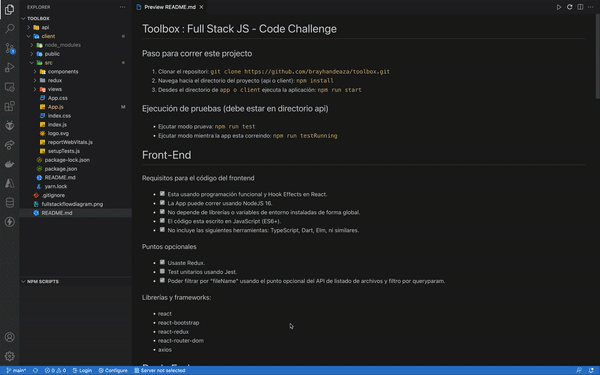 EXPLORER
Preview README.md
TOOLBOX
api
client
node_modules
public
src
components
redux
views
App.css
App.js
M
index.css
index.js
logo.svg
reportWebVitals.js
setupTests.js
package-lock.json
package.json
README.md
yarn.lock
.gitignore
fullstackflowdiagram.png
README.md
NPM SCRIPTS
Toolbox : Full Stack JS - Code Challenge
Paso para correr este proyecto
1. Clonar el repositori: git clone https://github.com/brayhandeaza/toolbox.git
2. Navega hacia el directorio del proyecto (api o client): npm install
3. Desdes el directorio de app o client ejecuta la aplicación: npm run start
Ejecución de pruebas (debe estar en directorio api)
Ejcutar modo prueva: npm run test
Ejecutar modo mientra la app esta correindo: npm run testRunning
Front-End
Requisitos para el código del frontend
Esta usando programación funcional y Hook Effects en React.
La App puede correr usando NodeJS 16.
No depende de librerías o variables de entorno instaladas de forma global.
El código esta escrito en JavaScript (ES6+).
No incluye las siguiente herramientas: TypeScript, Dart, Elm, ni similares.
Puntos opcionales
Usaste Redux.
Test unitarios usando Jest.
Poder filtrar por "fileName" usando el punto opcional del API de listado de archivos y filtro por queryparam.
Librerías y frameworks:
react
react-bootstrap
react-redux
react-router-dom
axios
main*
0
0
Login
Configure
Server not selected